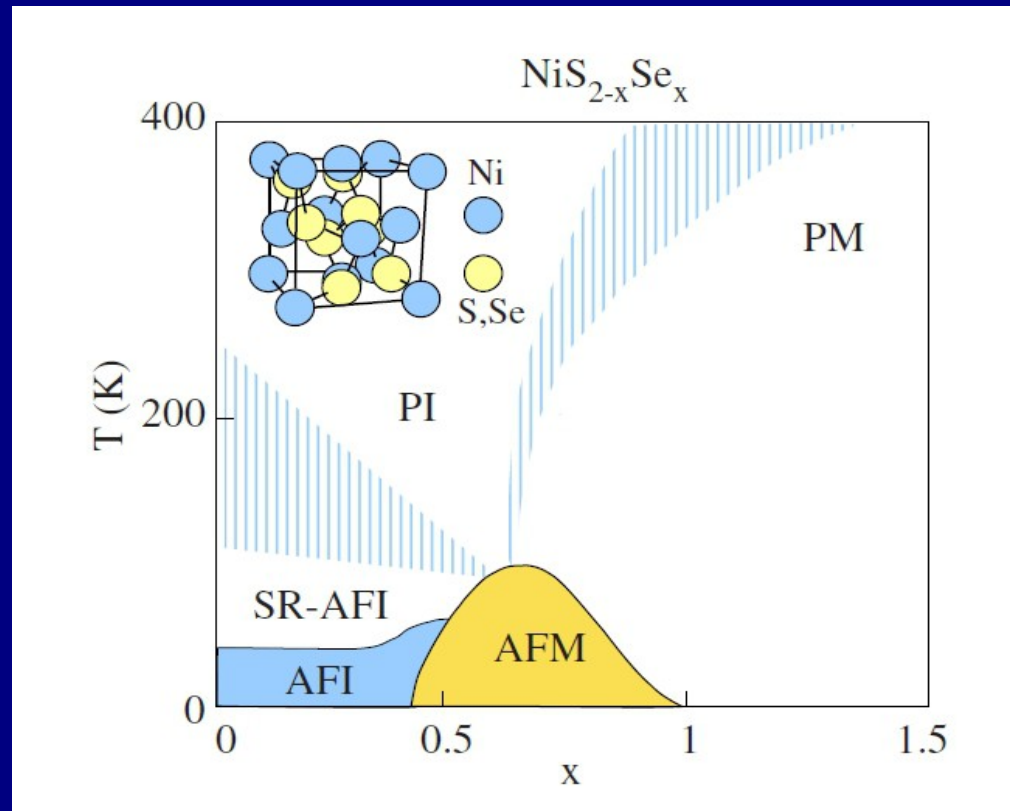 NiS₂₋ₓSeₓ
400
Ni
PM
S,Se
T (K)
200
PI
SR-AFI
AFM
AFI
0
0 0.5 1 1.5
x